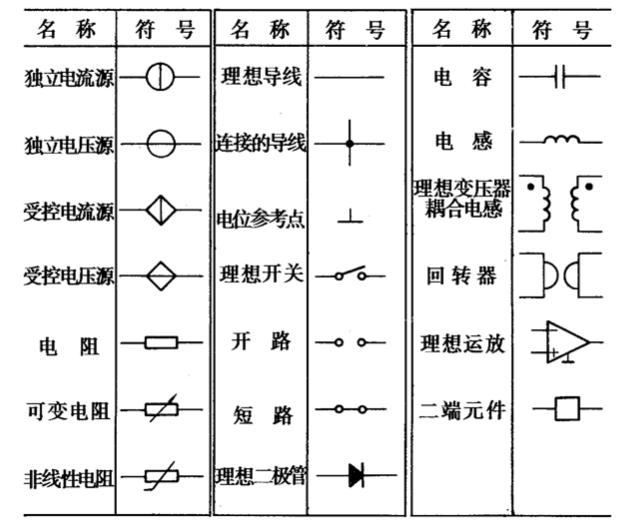 名 称 符 号 名 称 符 号 名 称 符 号
独立电流源 理想导线 电 容
独立电压源 连接的导线 电 感
受控电流源 电位参考点 理想变压器
耦合电感
受控电压源 理想开关 回转器
电 阻 开 路 理想运放
可变电阻 短 路 二端元件
非线性电阻 理想二极管